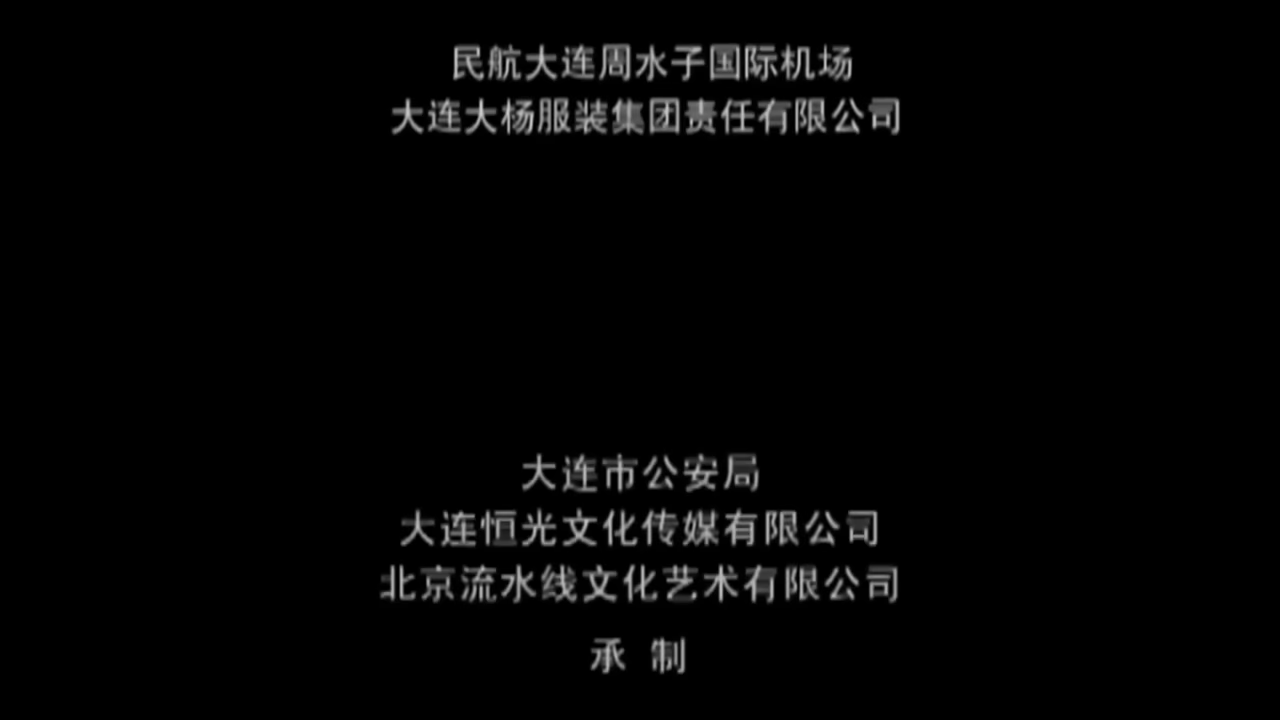 民航大连周水子国际机场
大连大杨服装集团责任有限公司
大连市公安局
大连恒光文化传媒有限公司
北京流水线文化艺术有限公司
承 制